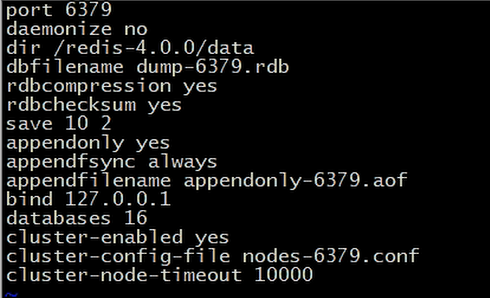 port 6379
daemonize no
dir /redis-4.0.0/data
dbfilename dump-6379.rdb
rdbcompression yes
rdbchecksum yes
save 10 2
appendonly yes
appendfsync always
appendfilename appendonly-6379.aof
bind 127.0.0.1
databases 16
cluster-enabled yes
cluster-config-file nodes-6379.conf
cluster-node-timeout 10000
~